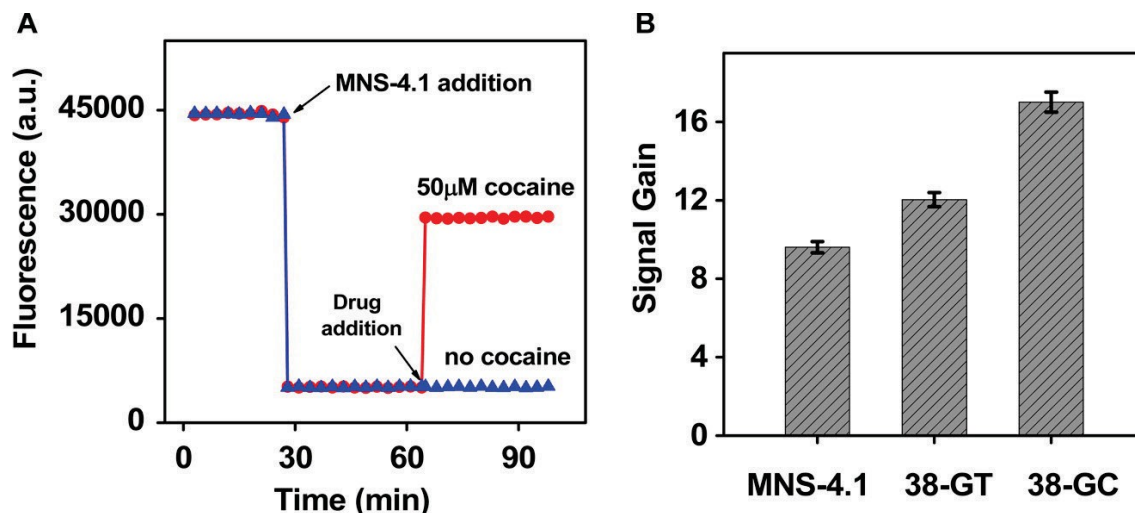 A
Fluorescence (a.u.)
45000
30000
15000
0
MNS-4.1 addition
50μM cocaine
Drug
addition
no cocaine
0 30 60 90
Time (min)
B
Signal Gain
16
12
8
4
0
MNS-4.1 38-GT 38-GC